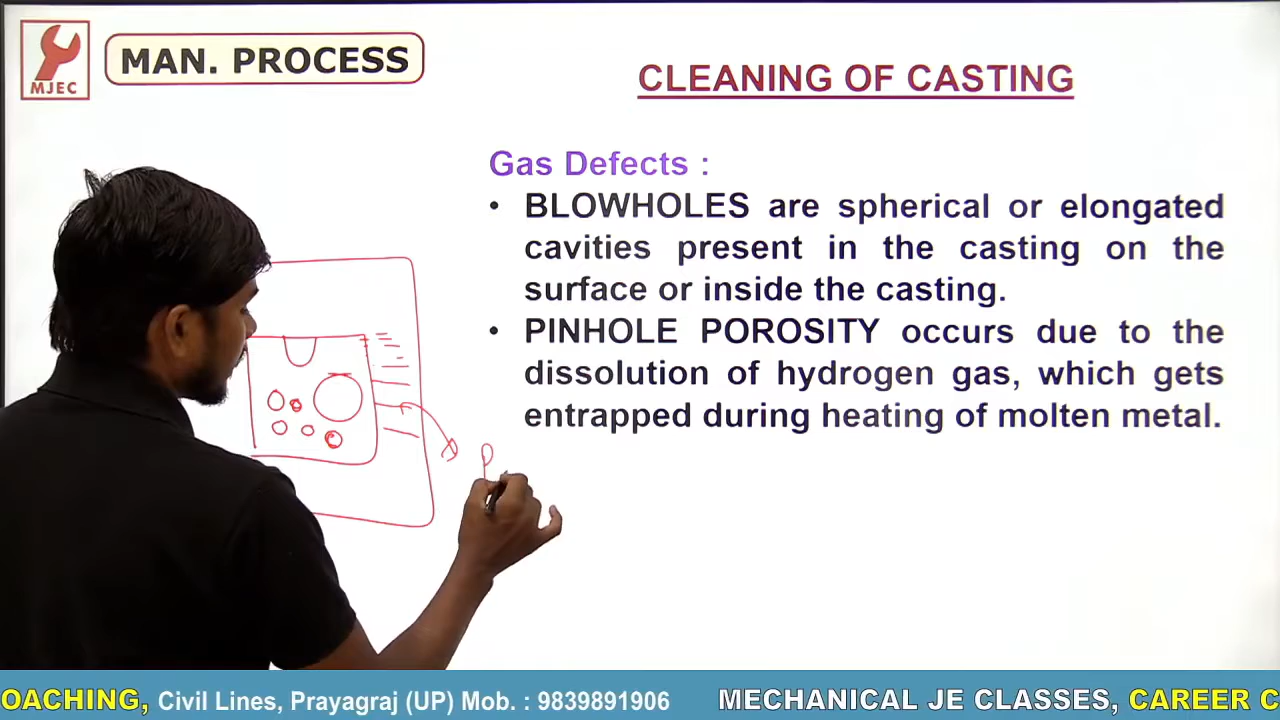 MJEC
MAN. PROCESS
CLEANING OF CASTING
Gas Defects :
• BLOWHOLES are spherical or elongated
cavities present in the casting on the
surface or inside the casting.
• PINHOLE POROSITY occurs due to the
dissolution of hydrogen gas, which gets
entrapped during heating of molten metal.
P
OACHING, Civil Lines, Prayagraj (UP) Mob. : 9839891906 MECHANICAL JE CLASSES, CAREER C